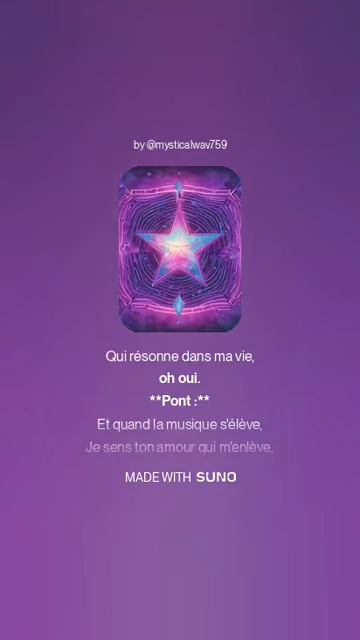 by @mysticalwav759
Qui résonne dans ma vie,
oh oui.
**Pont :**
Et quand la musique s'élève,
Je sens ton amour qui m'enlève,
MADE WITH SUNO